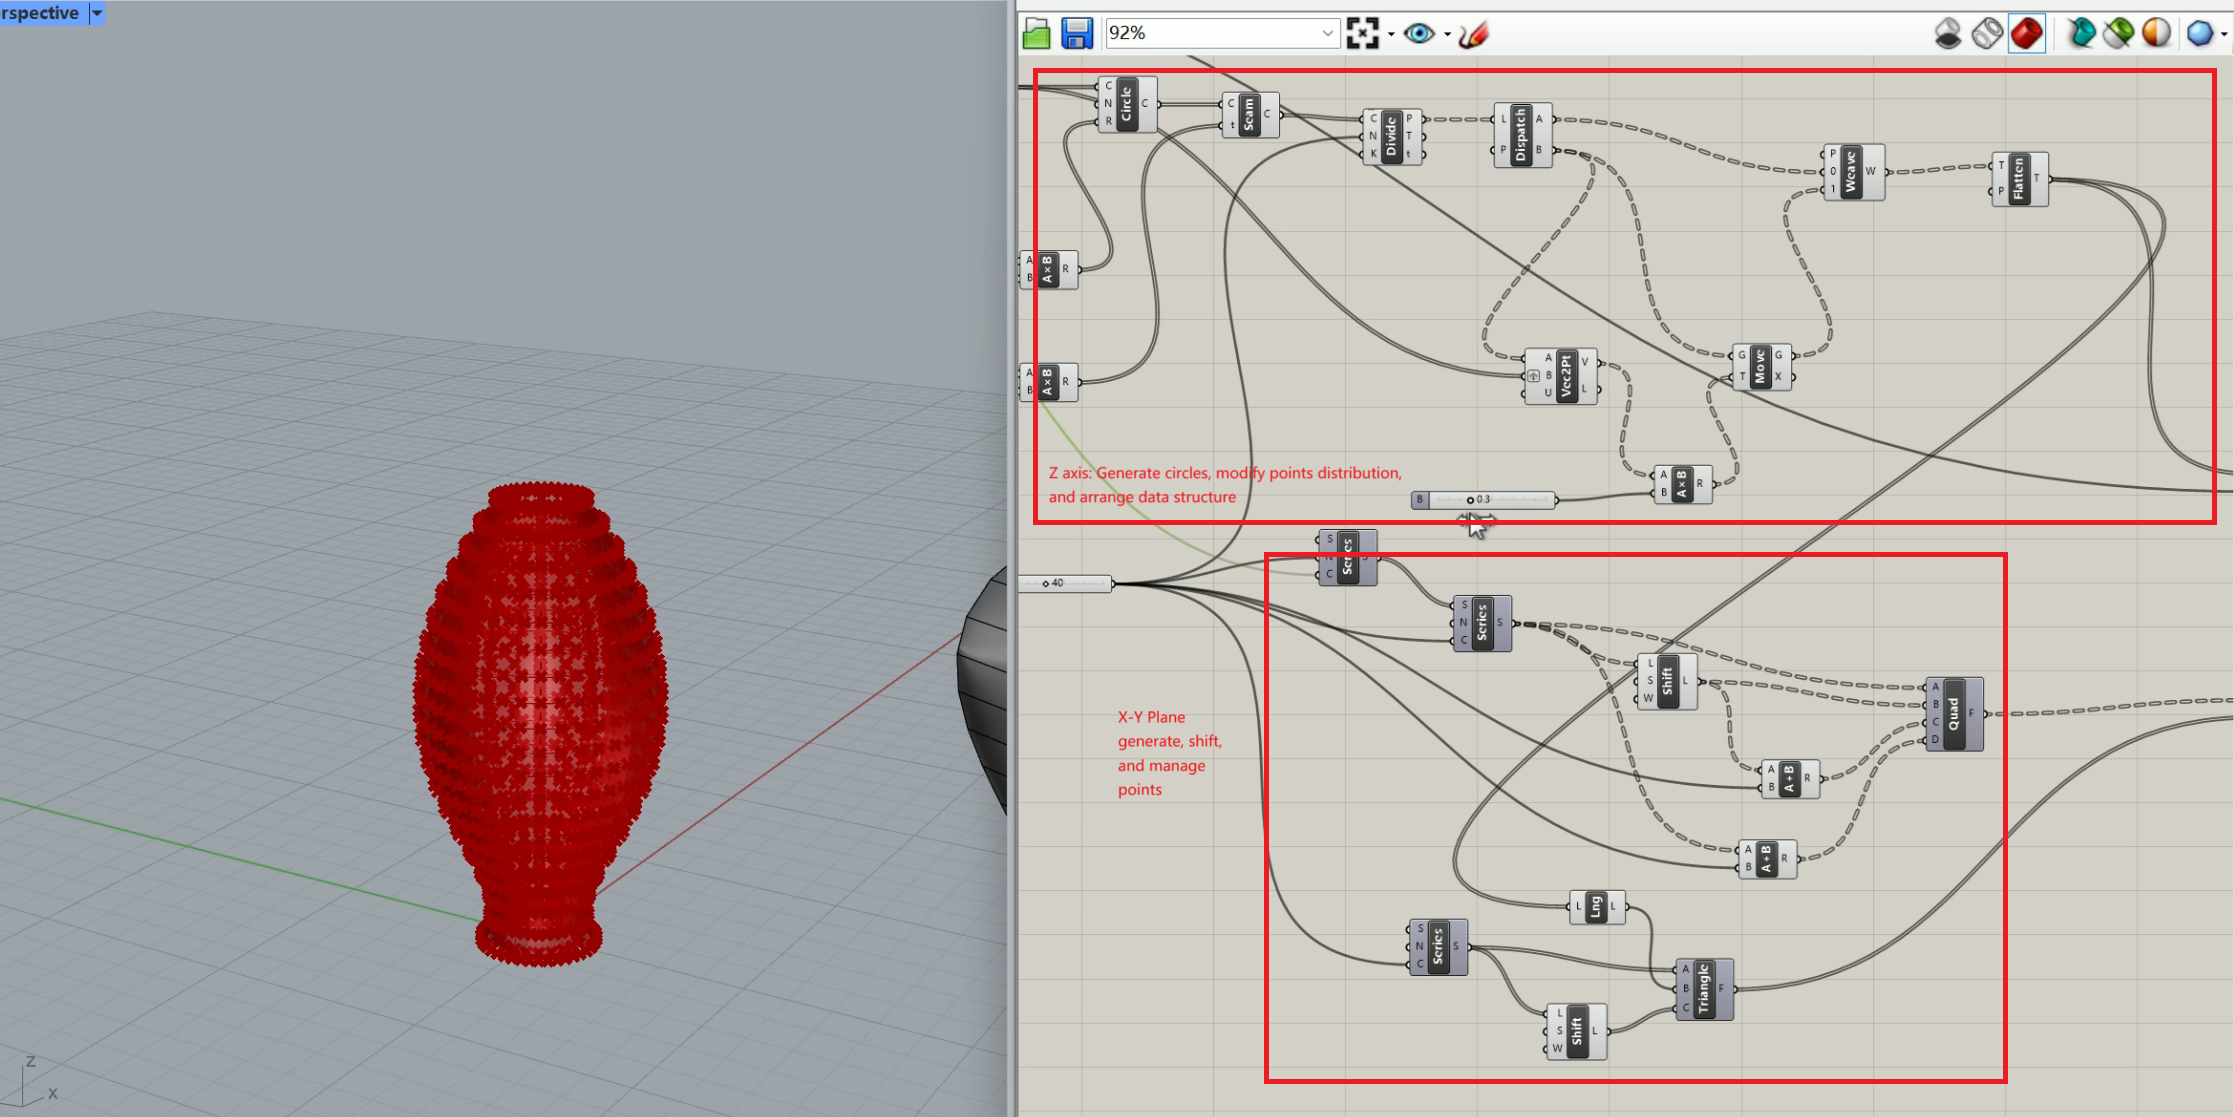 rspective
92%
C
N
R
Circle
C
C
t
Seam
C
C
N
K
Divide
P
T
t
L
P
Dispatch
A
B
P
0
1
Weave
W
T
P
Flatten
T
A
B
A×B
R
A
B
A×B
R
A
B
U
Vec2Pt
V
L
G
T
Move
G
X
A
B
A×B
R
Z axis: Generate circles, modify points distribution,
and arrange data structure
B
0.3
S
N
C
Series
S
40
S
N
C
Series
S
L
S
W
Shift
L
A
B
C
D
Quad
F
X-Y Plane
generate, shift,
and manage
points
A
B
A+B
R
A
B
A+B
R
L
Lng
L
S
N
C
Series
S
A
B
C
Triangle
F
L
S
W
Shift
L
Z
X